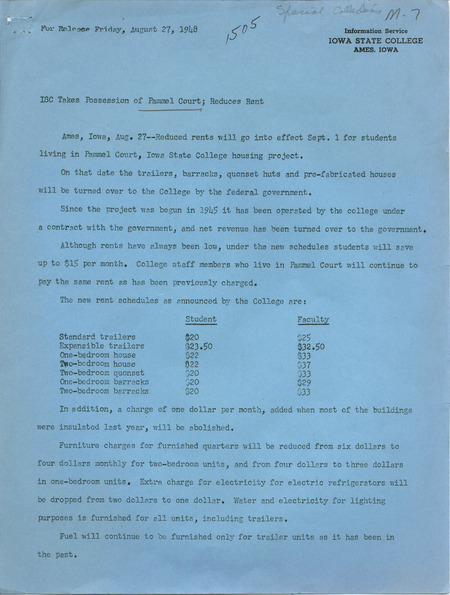 Special Collections M-7
For Release Friday, August 27, 1948
1505
Information Service
IOWA STATE COLLEGE
AMES, IOWA
ISC Takes Possession of Pammel Court; Reduces Rent
Ames, Iowa, Aug. 27--Reduced rents will go into effect Sept. 1 for students
living in Pammel Court, Iowa State College housing project.
On that date the trailers, barracks, quonset huts and pre-fabricated houses
will be turned over to the College by the federal government.
Since the project was begun in 1945 it has been operated by the college under
a contract with the government, and net revenue has been turned over to the government.
Although rents have always been low, under the new schedules students will save
up to $15 per month. College staff members who live in Pammel Court will continue to
pay the same rent as has been previously charged.
The new rent schedules as announced by the College are:
Student Faculty
Standard trailers $20 $25
Expansible trailers $23.50 $32.50
One-bedroom house $22 $33
Two-bedroom house $22 $37
Two-bedroom quonset $20 $33
One-bedroom barracks $20 $29
Two-bedroom barracks $20 $33
In addition, a charge of one dollar per month, added when most of the buildings
were insulated last year, will be abolished.
Furniture charges for furnished quarters will be reduced from six dollars to
four dollars monthly for two-bedroom units, and from four dollars to three dollars
in one-bedroom units. Extra charge for electricity for electric refrigerators will
be dropped from two dollars to one dollar. Water and electricity for lighting
purposes is furnished for all units, including trailers.
Fuel will continue to be furnished only for trailer units as it has been in
the past.